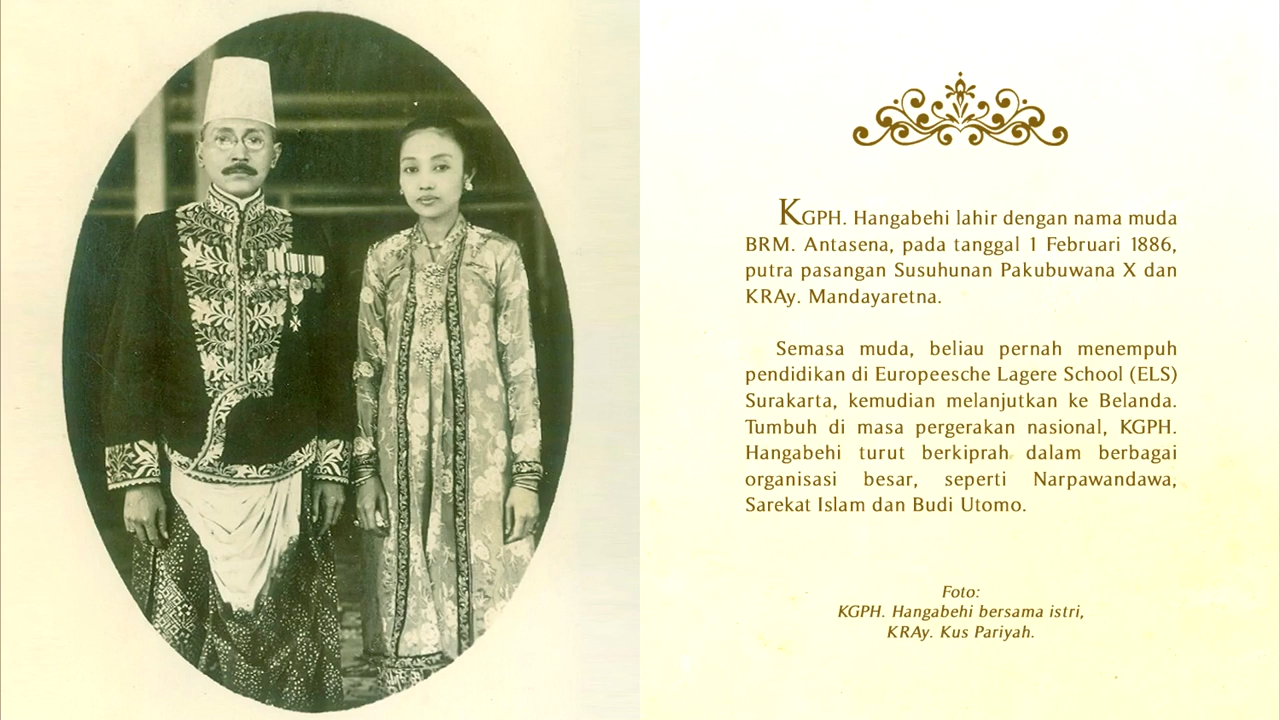 KGPH. Hangabehi lahir dengan nama muda
BRM. Antasena, pada tanggal 1 Februari 1886,
putra pasangan Susuhunan Pakubuwana X dan
KRAy. Mandayaretna.
Semasa muda, beliau pernah menempuh
pendidikan di Europeesche Lagere School (ELS)
Surakarta, kemudian melanjutkan ke Belanda.
Tumbuh di masa pergerakan nasional, KGPH.
Hangabehi turut berkiprah dalam berbagai
organisasi besar, seperti Narpawandawa,
Sarekat Islam dan Budi Utomo.
Foto:
KGPH. Hangabehi bersama istri,
KRAy. Kus Pariyah.